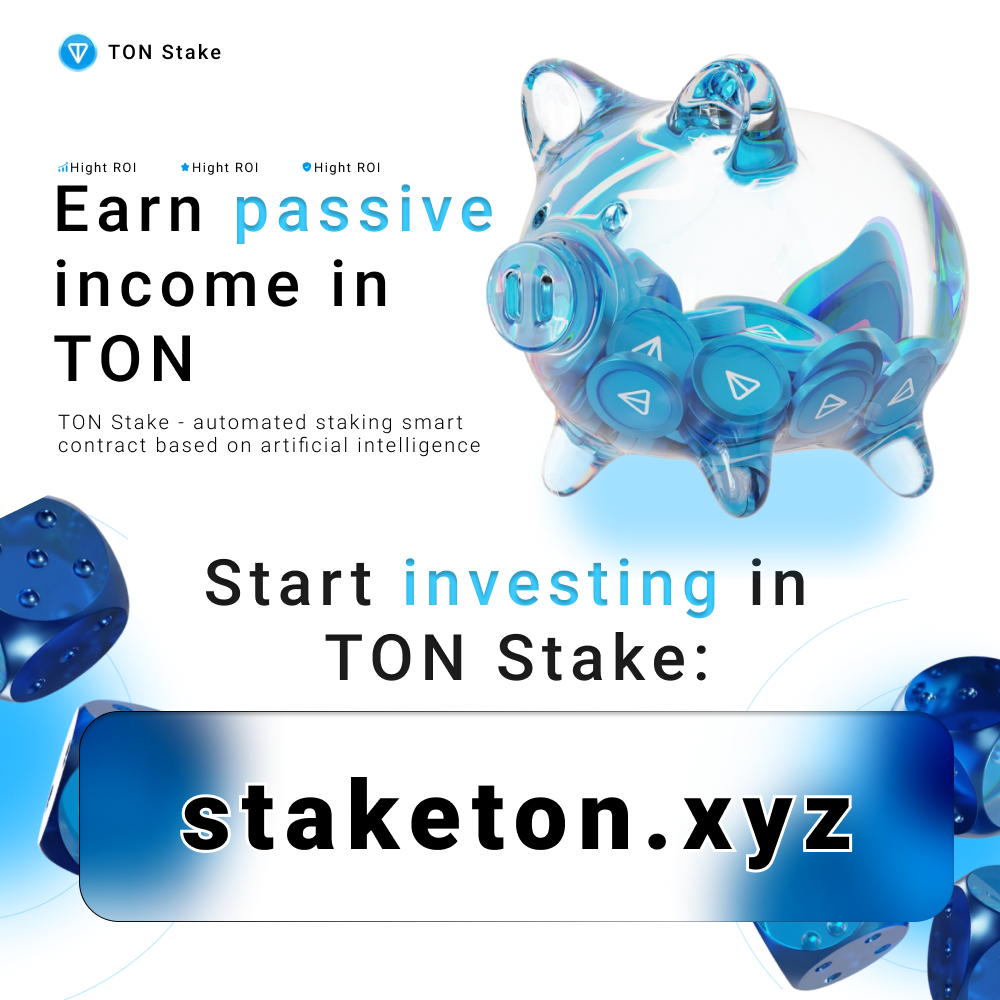 TON Stake
Hight ROI Hight ROI Hight ROI
Earn passive
income in
TON
TON Stake - automated staking smart
contract based on artificial intelligence
Start investing in
TON Stake:
staketon.xyz